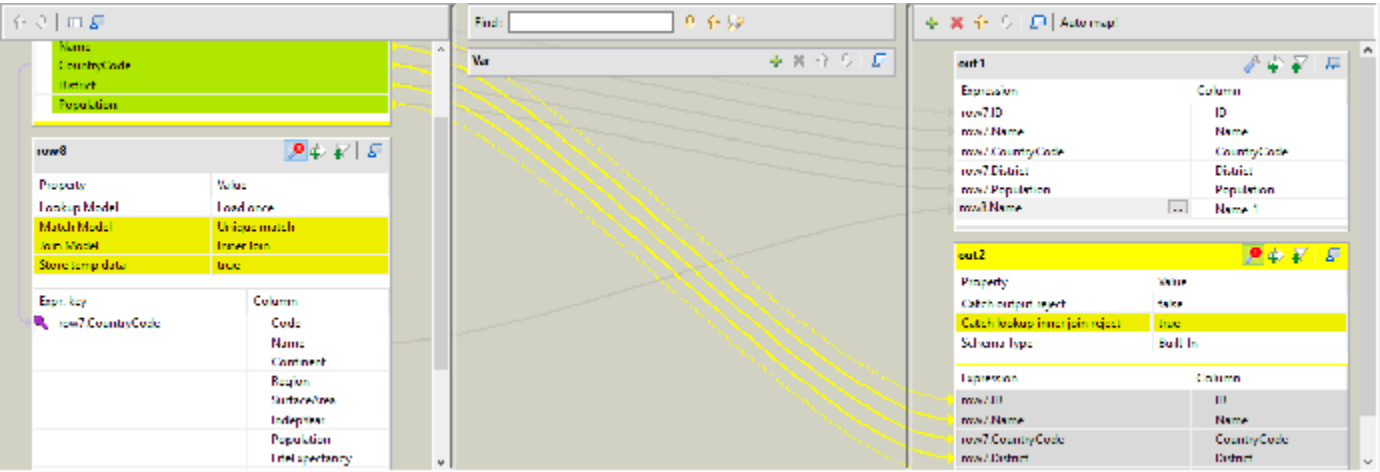 Find:
Auto map!
Name
CountryCode
District
Population
row8
Property Value
Lookup Model Load once
Match Model Unique match
Join Model Inner Join
Store temp data true
Expr. key Column
row7.CountryCode Code
Name
Continent
Region
SurfaceArea
IndepYear
Population
LifeExpectancy
Var
out1
Expression Column
row7.ID ID
row7.Name Name
row7.CountryCode CountryCode
row7.District District
row7.Population Population
row8.Name ... Name_1
out2
Property Value
Catch output reject false
Catch lookup inner join reject true
Schema Type Built-In
Expression Column
row7.ID ID
row7.Name Name
row7.CountryCode CountryCode
row7.District District